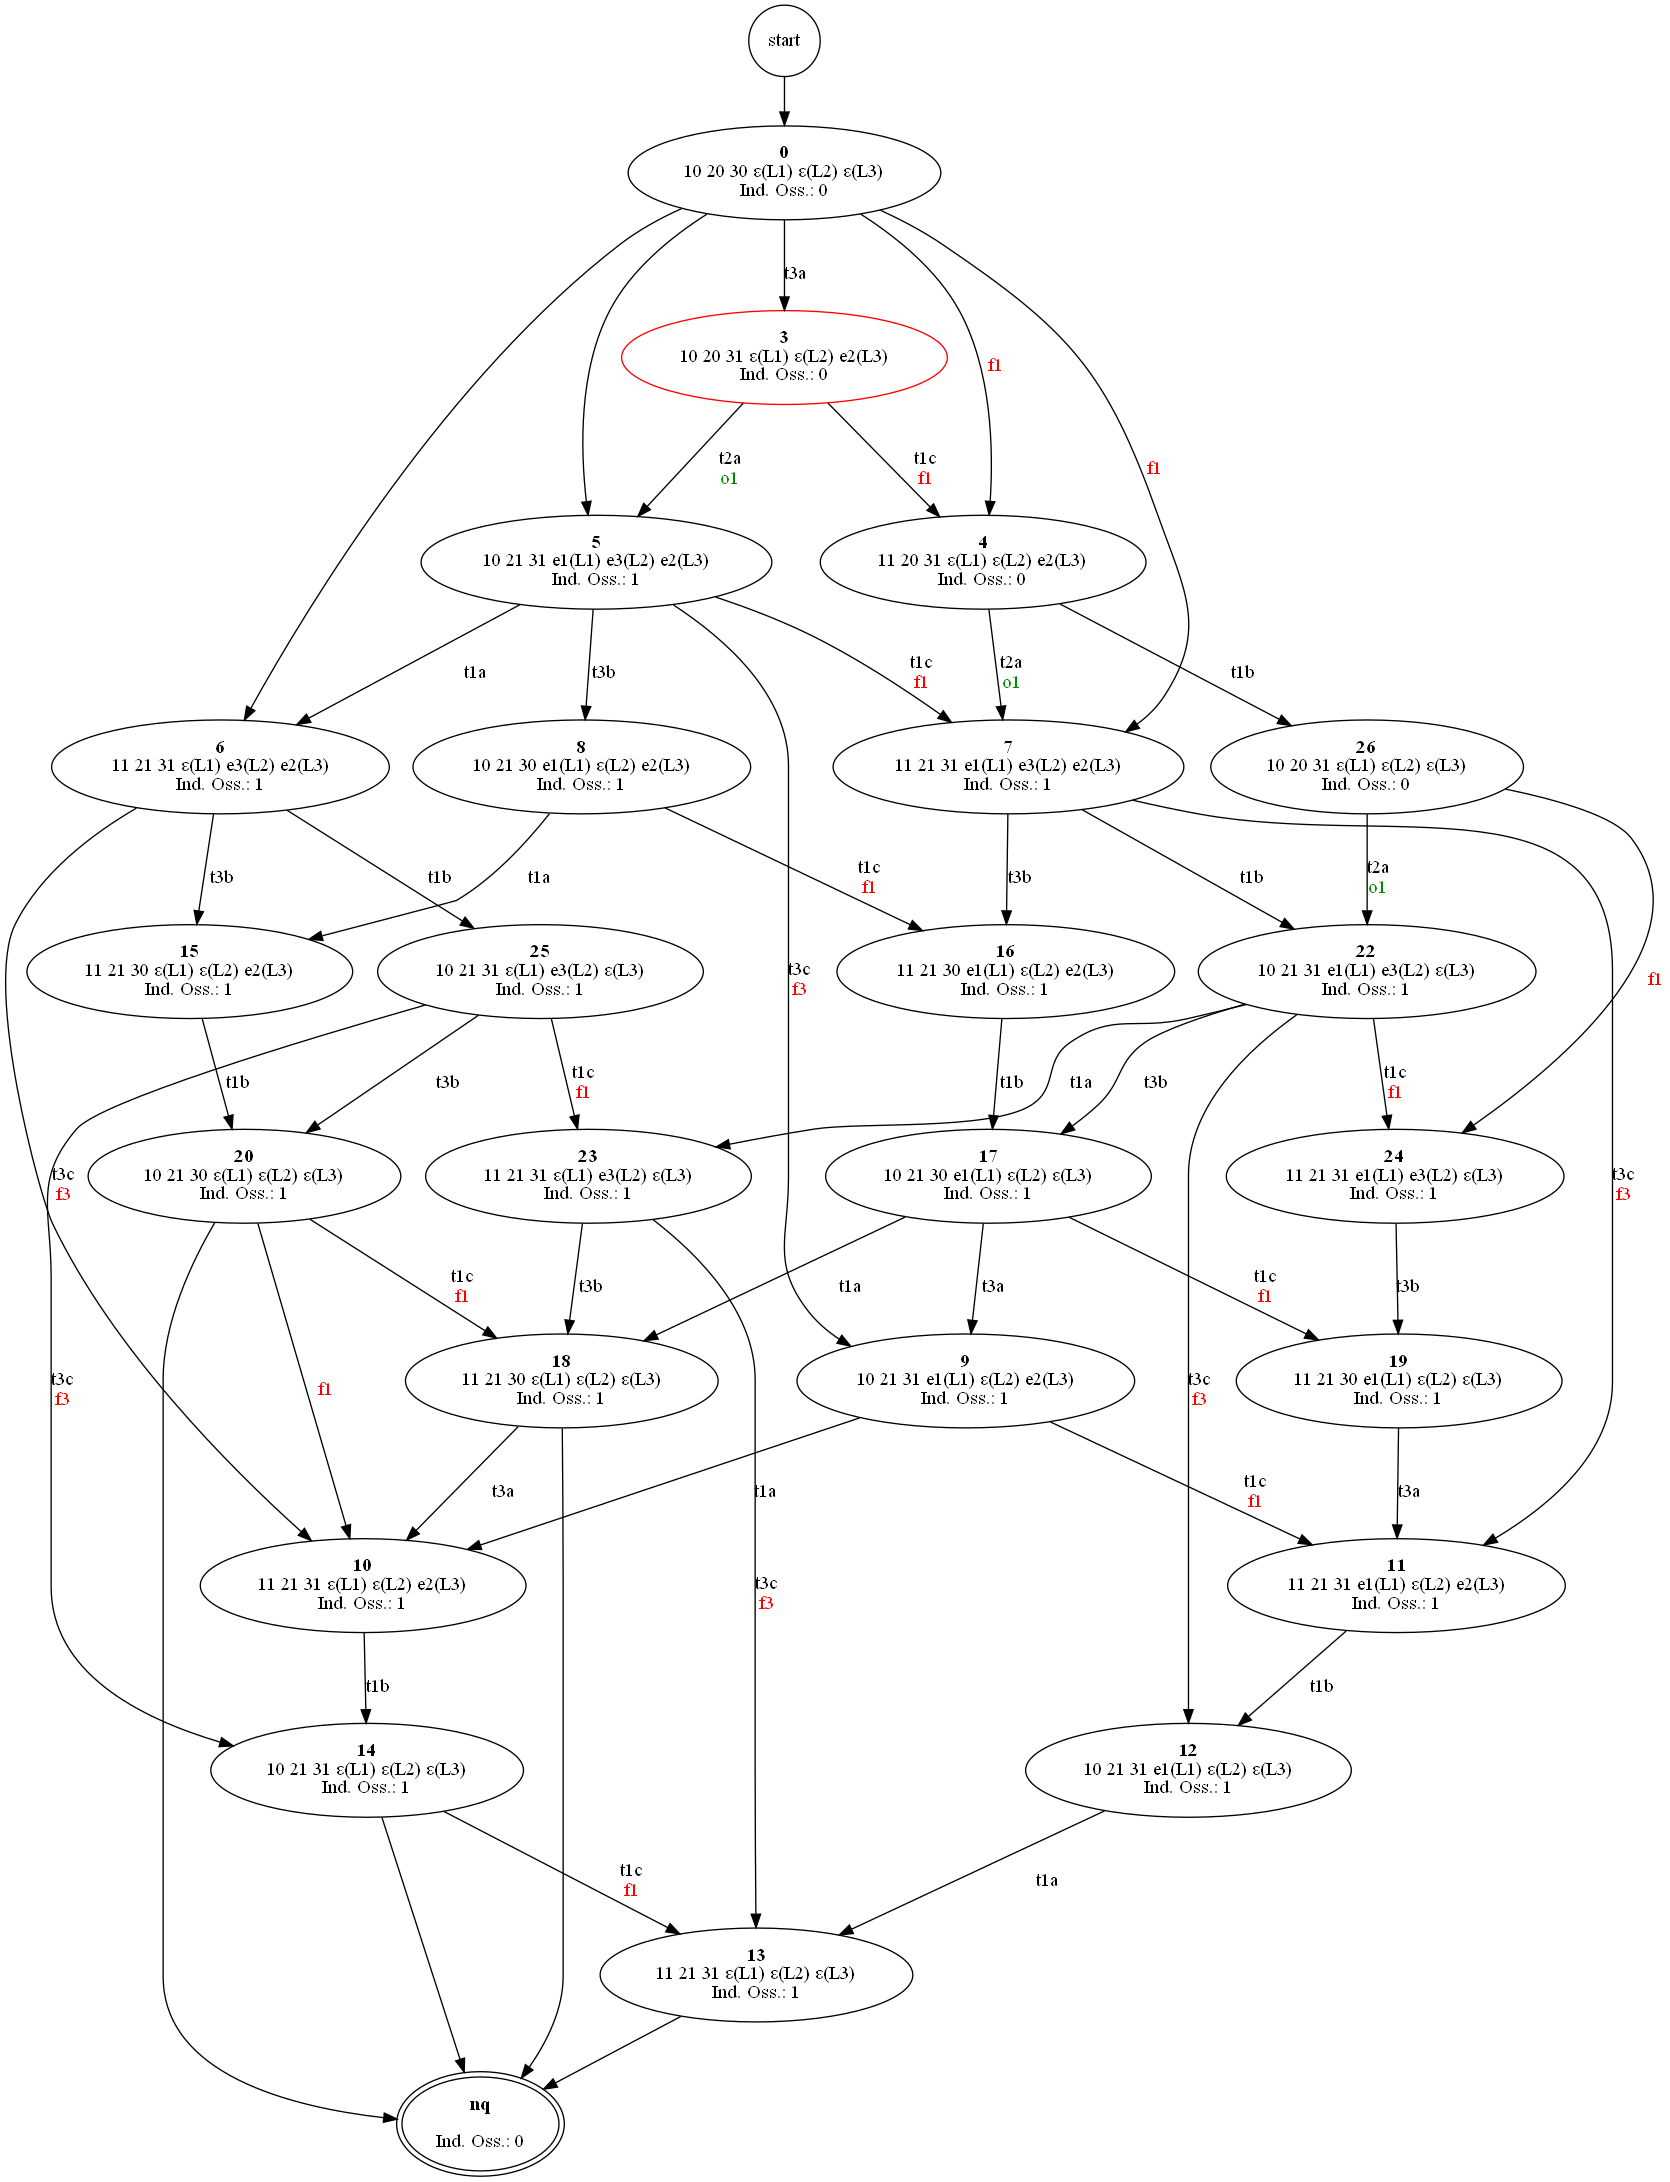 start
0
10 20 30 ε(L1) ε(L2) ε(L3)
Ind. Oss.: 0
t3a
3
10 20 31 ε(L1) ε(L2) e2(L3)
Ind. Oss.: 0
f1
f1
t2a
o1
t1c
f1
5
10 21 31 e1(L1) e3(L2) e2(L3)
Ind. Oss.: 1
4
11 20 31 ε(L1) ε(L2) e2(L3)
Ind. Oss.: 0
t1a
t3b
t1c
f1
t2a
o1
t1b
6
11 21 31 ε(L1) e3(L2) e2(L3)
Ind. Oss.: 1
8
10 21 30 e1(L1) ε(L2) e2(L3)
Ind. Oss.: 1
7
11 21 31 e1(L1) e3(L2) e2(L3)
Ind. Oss.: 1
26
10 20 31 ε(L1) ε(L2) ε(L3)
Ind. Oss.: 0
t3b
t1b
t1a
t1c
f1
t3b
t1b
t2a
o1
15
11 21 30 ε(L1) ε(L2) e2(L3)
Ind. Oss.: 1
25
10 21 31 ε(L1) e3(L2) ε(L3)
Ind. Oss.: 1
t3c
f3
16
11 21 30 e1(L1) ε(L2) e2(L3)
Ind. Oss.: 1
22
10 21 31 e1(L1) e3(L2) ε(L3)
Ind. Oss.: 1
f1
t1b
t3b
t1c
f1
t1b
t1a
t3b
t1c
f1
t3c
f3
20
10 21 30 ε(L1) ε(L2) ε(L3)
Ind. Oss.: 1
23
11 21 31 ε(L1) e3(L2) ε(L3)
Ind. Oss.: 1
17
10 21 30 e1(L1) ε(L2) ε(L3)
Ind. Oss.: 1
24
11 21 31 e1(L1) e3(L2) ε(L3)
Ind. Oss.: 1
t3c
f3
t1c
f1
t3b
t1a
t3a
t1c
f1
t3b
t3c
f3
f1
18
11 21 30 ε(L1) ε(L2) ε(L3)
Ind. Oss.: 1
9
10 21 31 e1(L1) ε(L2) e2(L3)
Ind. Oss.: 1
t3c
f3
19
11 21 30 e1(L1) ε(L2) ε(L3)
Ind. Oss.: 1
t3a
t1a
t1c
f1
t3a
10
11 21 31 ε(L1) ε(L2) e2(L3)
Ind. Oss.: 1
t3c
f3
11
11 21 31 e1(L1) ε(L2) e2(L3)
Ind. Oss.: 1
t1b
t1b
14
10 21 31 ε(L1) ε(L2) ε(L3)
Ind. Oss.: 1
12
10 21 31 e1(L1) ε(L2) ε(L3)
Ind. Oss.: 1
t1c
f1
t1a
13
11 21 31 ε(L1) ε(L2) ε(L3)
Ind. Oss.: 1
nq
Ind. Oss.: 0